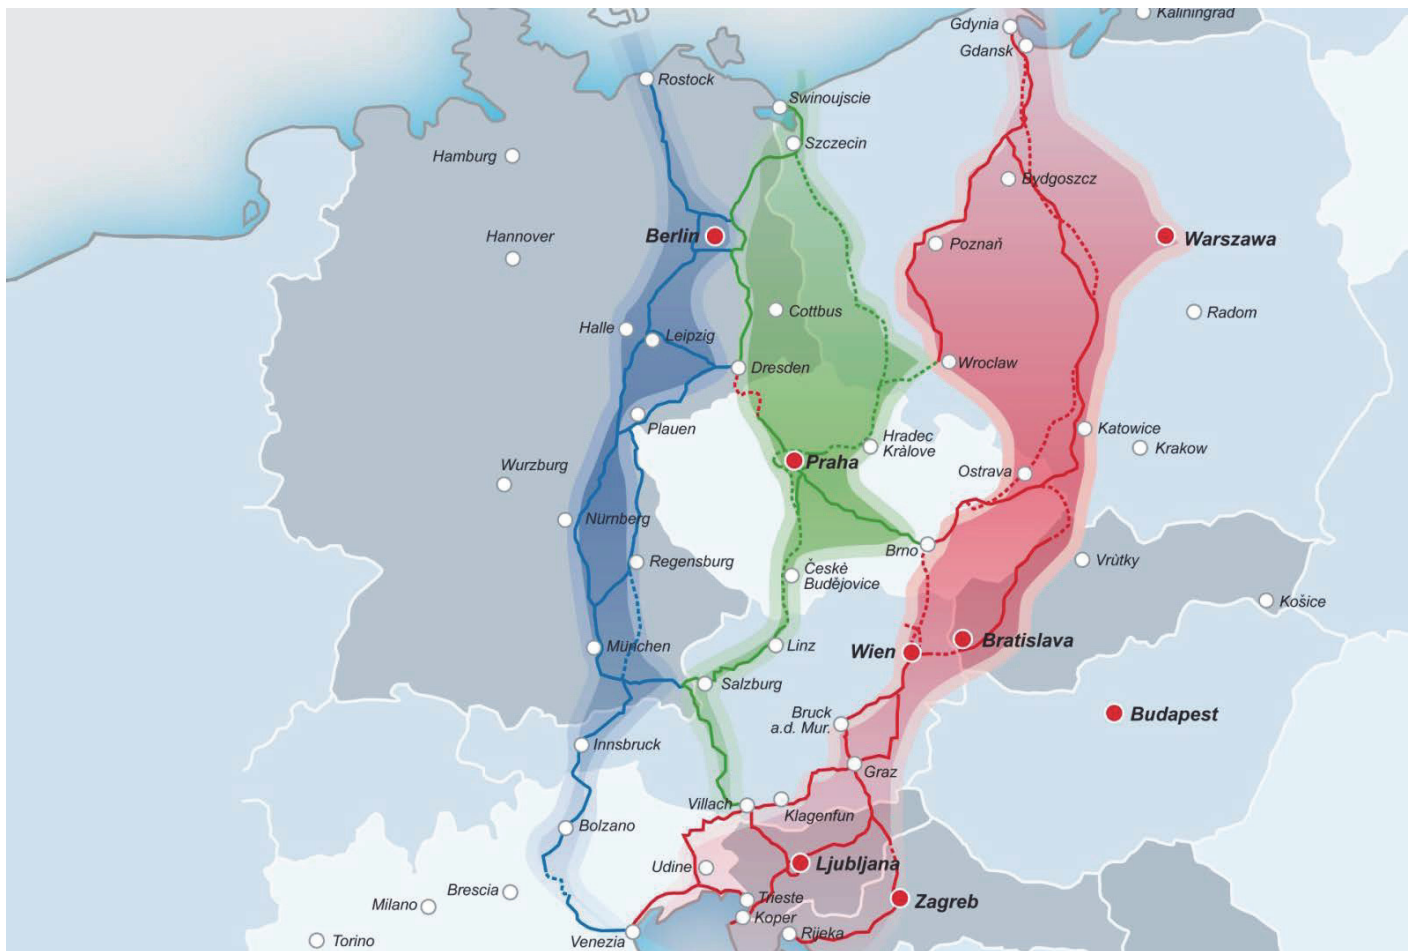 Kaliningrad
Gdynia
Gdansk
Rostock
Swinoujscie
Szczecin
Hamburg
Bydgoszcz
Hannover
Berlin
Poznaň
Warszawa
Cottbus
Radom
Halle
Leipzig
Dresden
Wroclaw
Plauen
Katowice
Hradec
Kràlove
Krakow
Praha
Wurzburg
Ostrava
Nürnberg
Brno
Regensburg
Českè
Budějovice
Vrùtky
Košice
München
Linz
Wien
Bratislava
Salzburg
Bruck
a.d. Mur.
Budapest
Innsbruck
Graz
Villach
Klagenfun
Bolzano
Udine
Ljubljana
Brescia
Milano
Trieste
Zagreb
Koper
Torino
Venezia
Rijeka